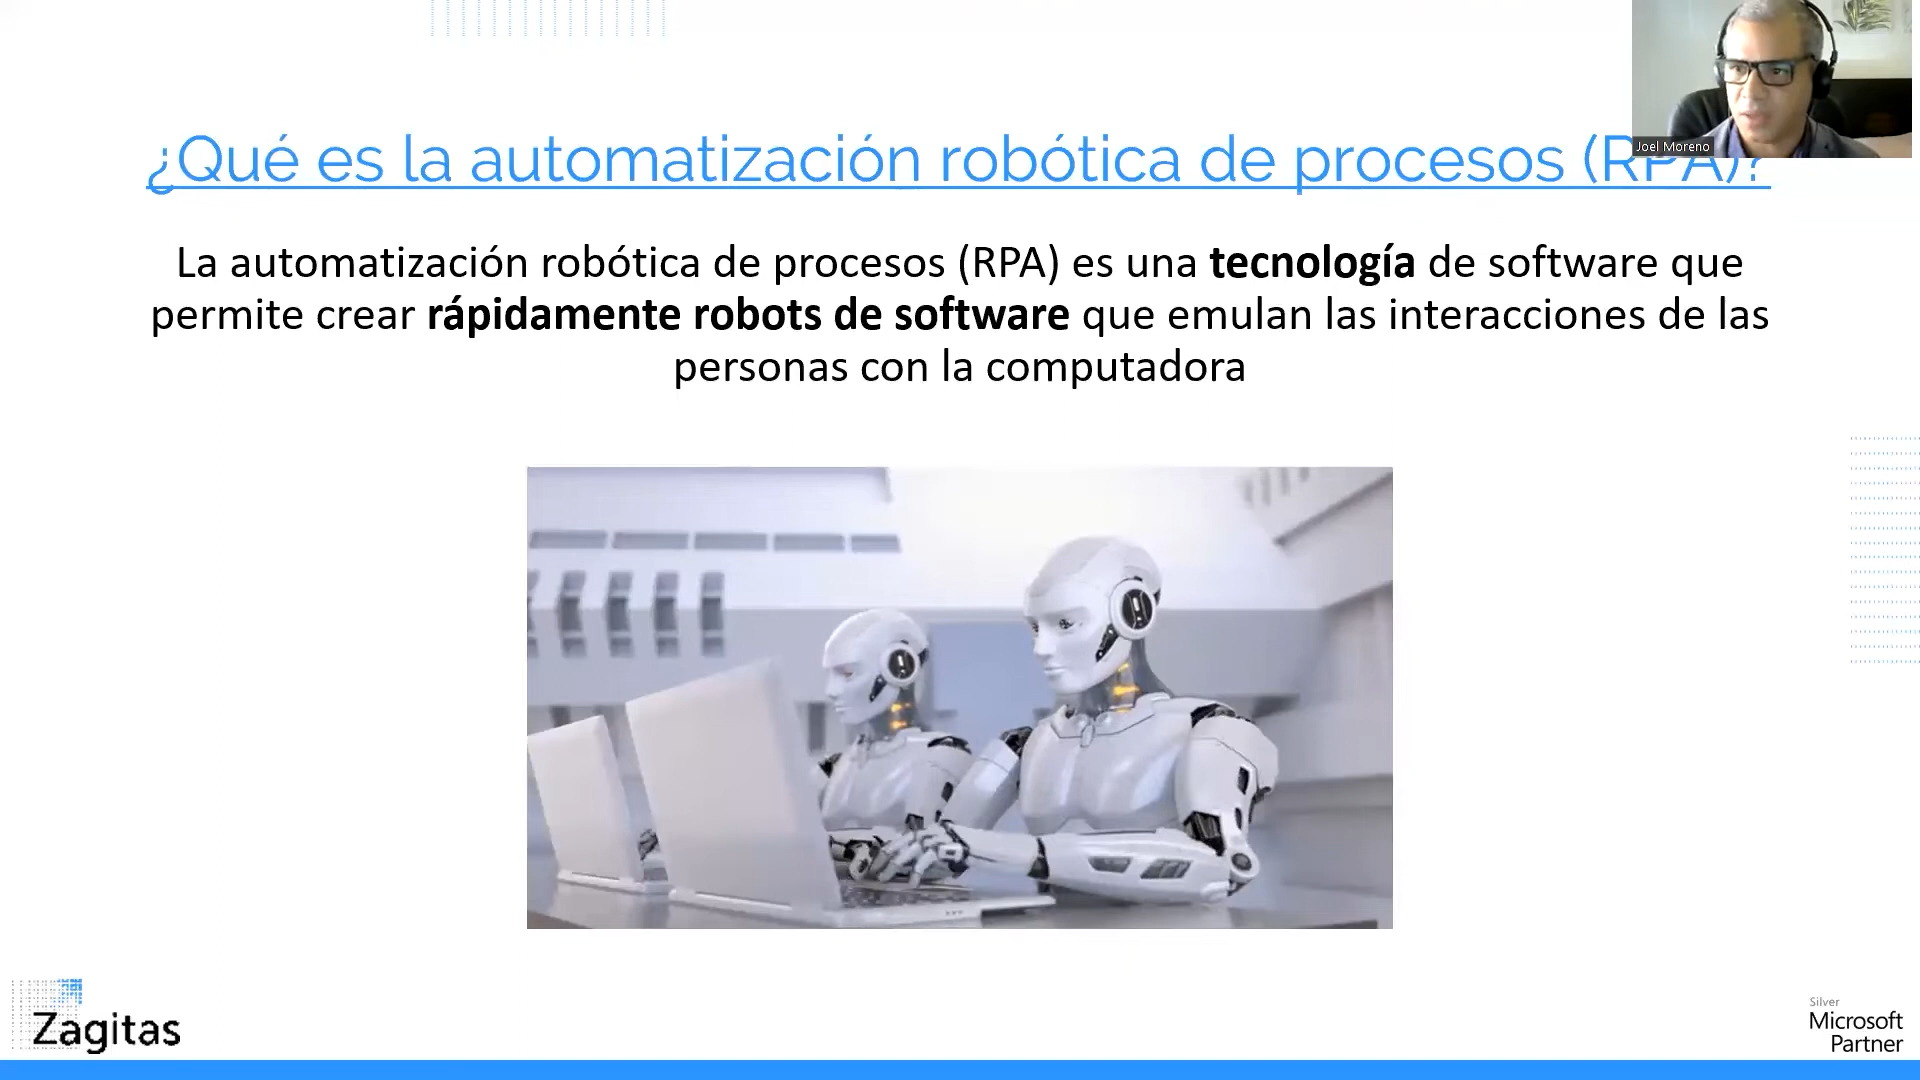 ¿Qué es la automatización robótica de procesos (RPA)?
Joel Moreno
La automatización robótica de procesos (RPA) es una tecnología de software que
permite crear rápidamente robots de software que emulan las interacciones de las
personas con la computadora
Zagitas
Silver
Microsoft
Partner